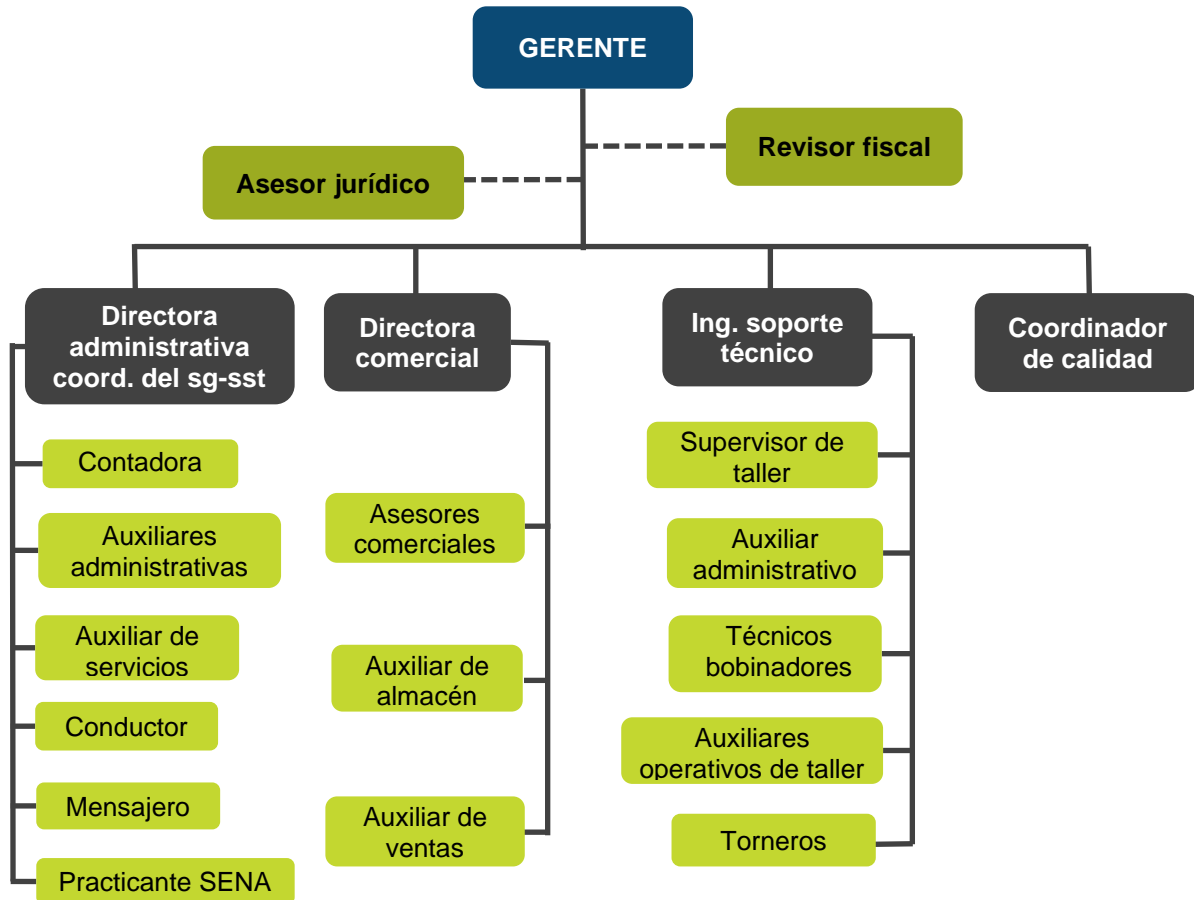 GERENTE
Revisor fiscal
Asesor jurídico
Directora
administrativa
coord. del sg-sst
Directora
comercial
Ing. soporte
técnico
Coordinador
de calidad
Contadora
Auxiliares
administrativas
Auxiliar de
servicios
Conductor
Mensajero
Practicante SENA
Asesores
comerciales
Auxiliar de
almacén
Auxiliar de
ventas
Supervisor de
taller
Auxiliar
administrativo
Técnicos
bobinadores
Auxiliares
operativos de taller
Torneros